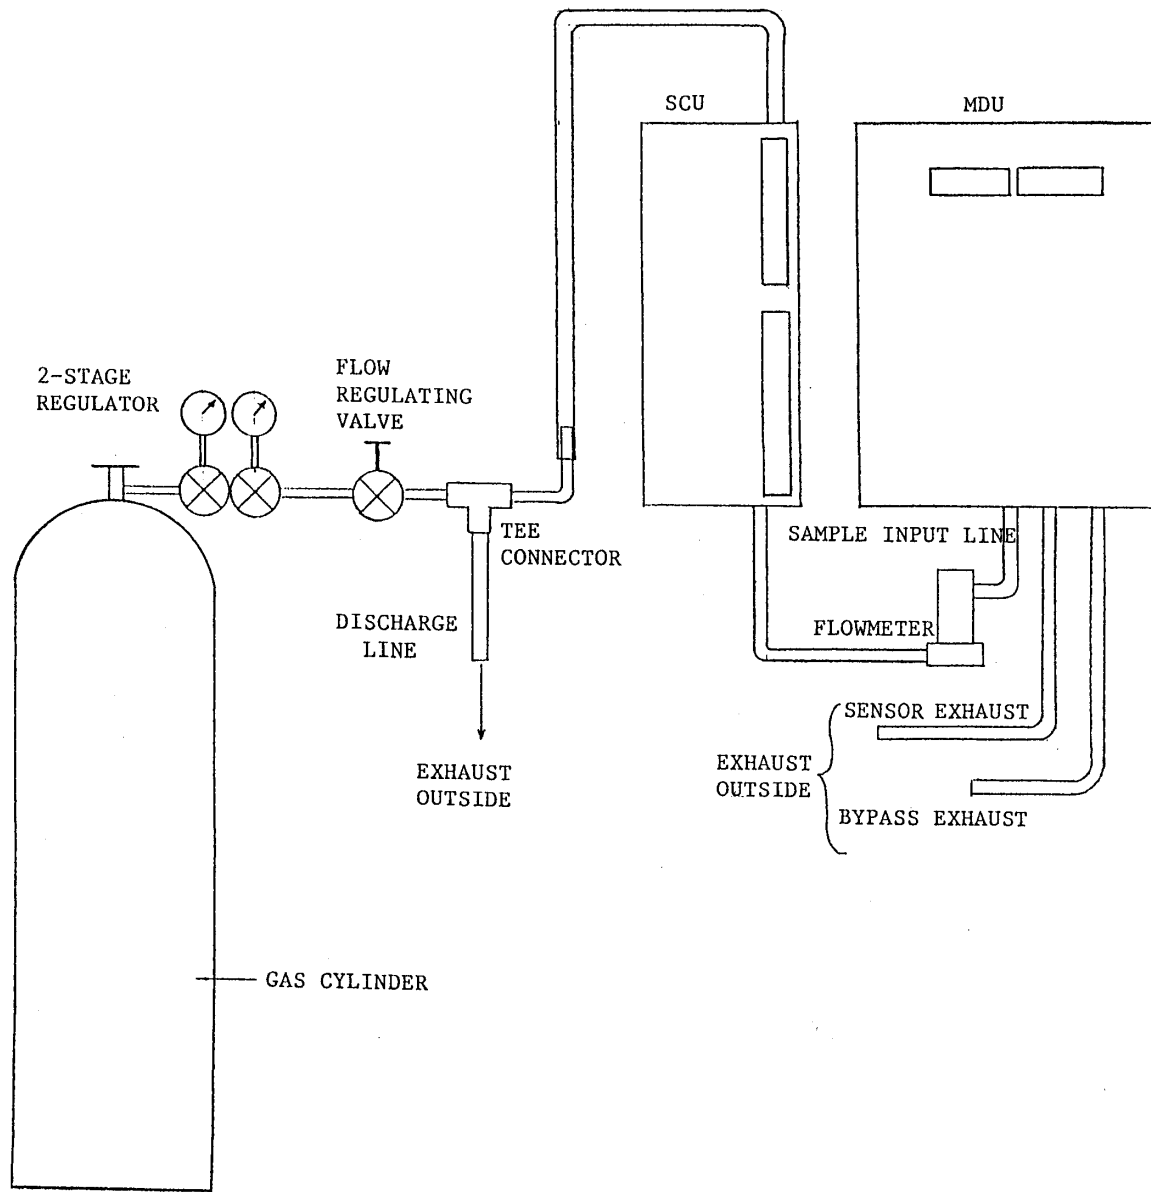 SCU
MDU
2-STAGE
REGULATOR
FLOW
REGULATING
VALVE
TEE
CONNECTOR
SAMPLE INPUT LINE
DISCHARGE
LINE
FLOWMETER
SENSOR EXHAUST
EXHAUST
OUTSIDE
EXHAUST
OUTSIDE
BYPASS EXHAUST
GAS CYLINDER